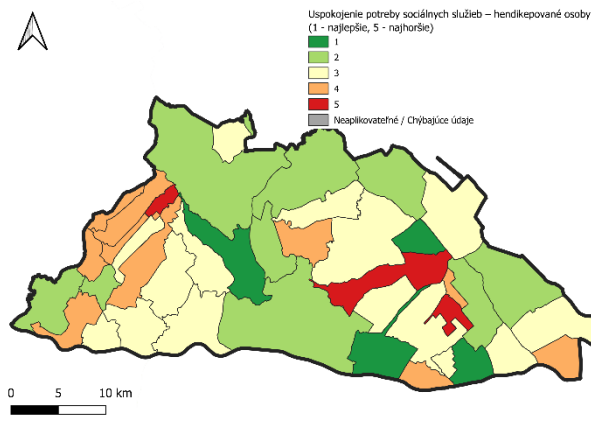 Uspokojenie potreby sociálnych služieb – hendikepované osoby
(1 - najlepšie, 5 - najhoršie)
1
2
3
4
5
Neaplikovateľné / Chýbajúce údaje
0 5 10 km